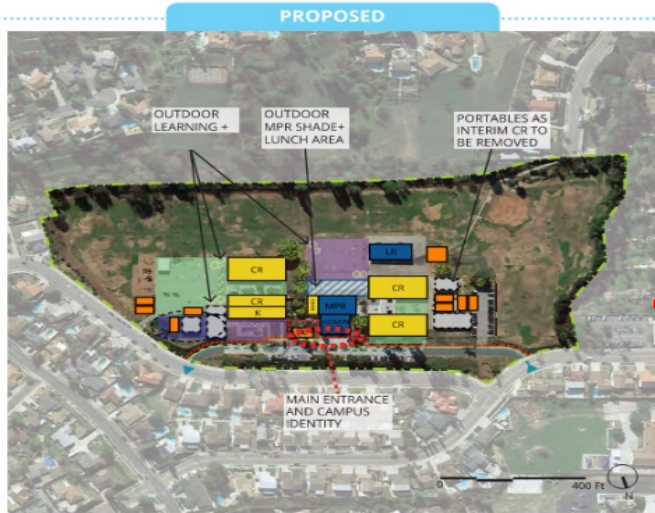 PROPOSED
OUTDOOR
LEARNING +
OUTDOOR
MPR SHADE+
LUNCH AREA
PORTABLES AS
INTERIM CR TO
BE REMOVED
LR
CR
CR
CR
K
MPR
ADMIN
CR
MAIN ENTRANCE
AND CAMPUS
IDENTITY
0
400 Ft
N